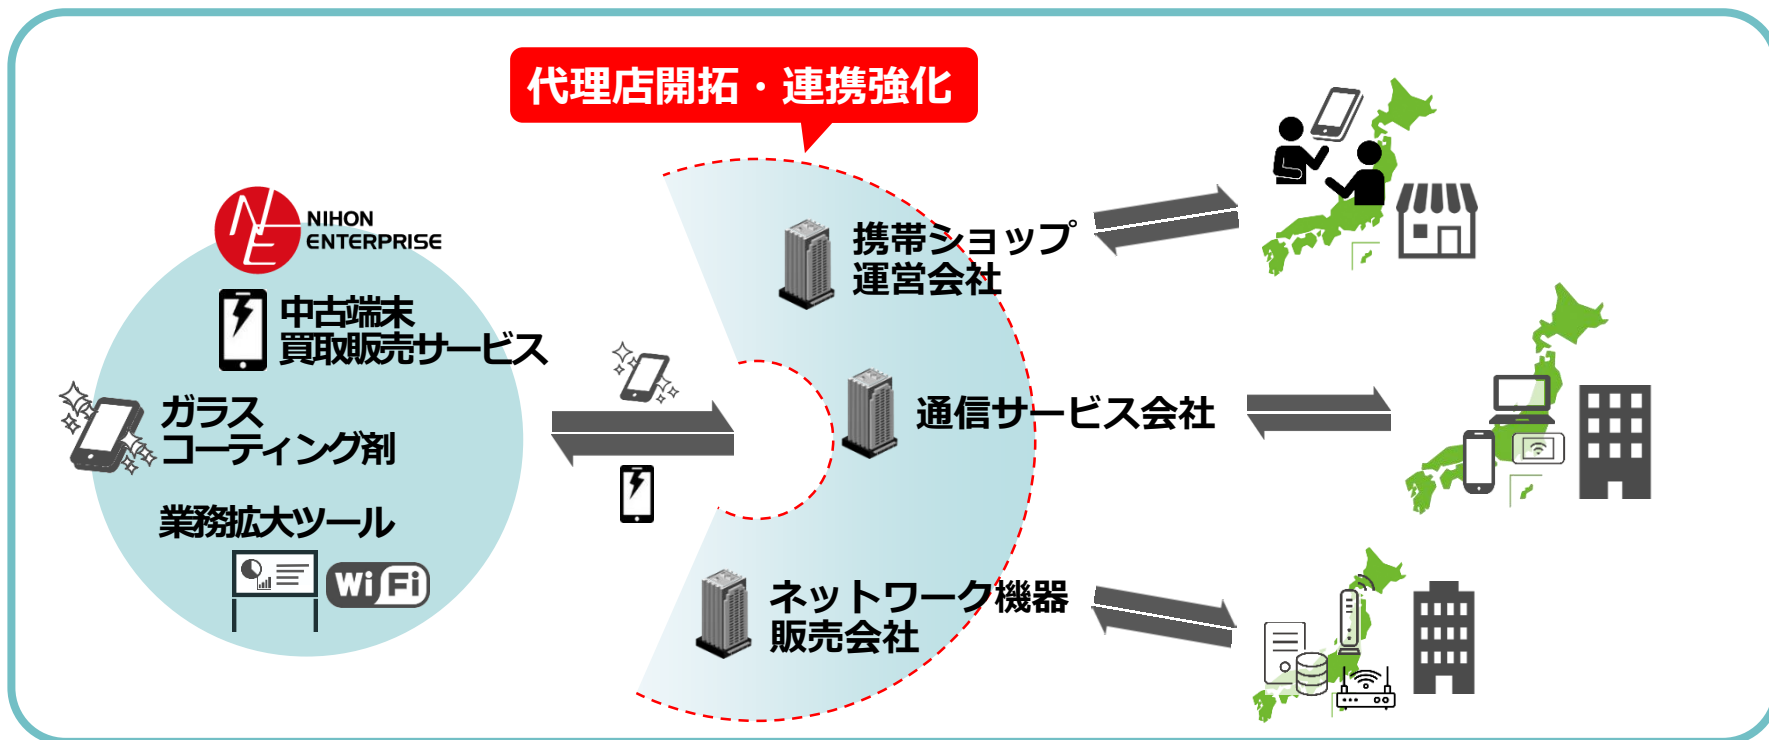 代理店開拓・連携強化
NE
NIHON
ENTERPRISE
中古端末
買取販売サービス
ガラス
コーティング剤
業務拡大ツール
Wi Fi
携帯ショップ
運営会社
通信サービス会社
ネットワーク機器
販売会社